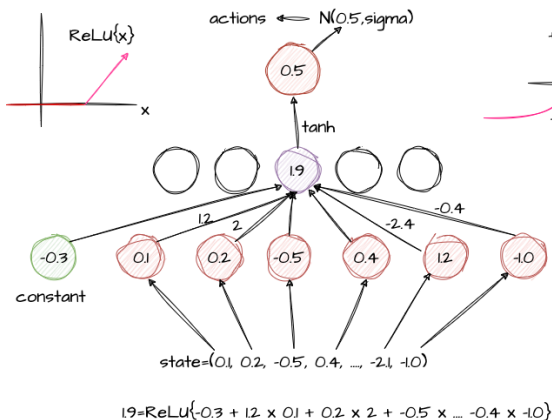 actions N(0.5,sigma)
ReLu{x}
0.5
x
tanh
1.9
1.2
2
-2.4
-0.4
-0.3 0.1 0.2 -0.5 0.4 1.2 -1.0
constant
state=(0.1, 0.2, -0.5, 0.4, ...., -2.1, -1.0)
1.9=ReLu{-0.3 + 1.2 x 0.1 + 0.2 x 2 + -0.5 x .... -0.4 x -1.0}